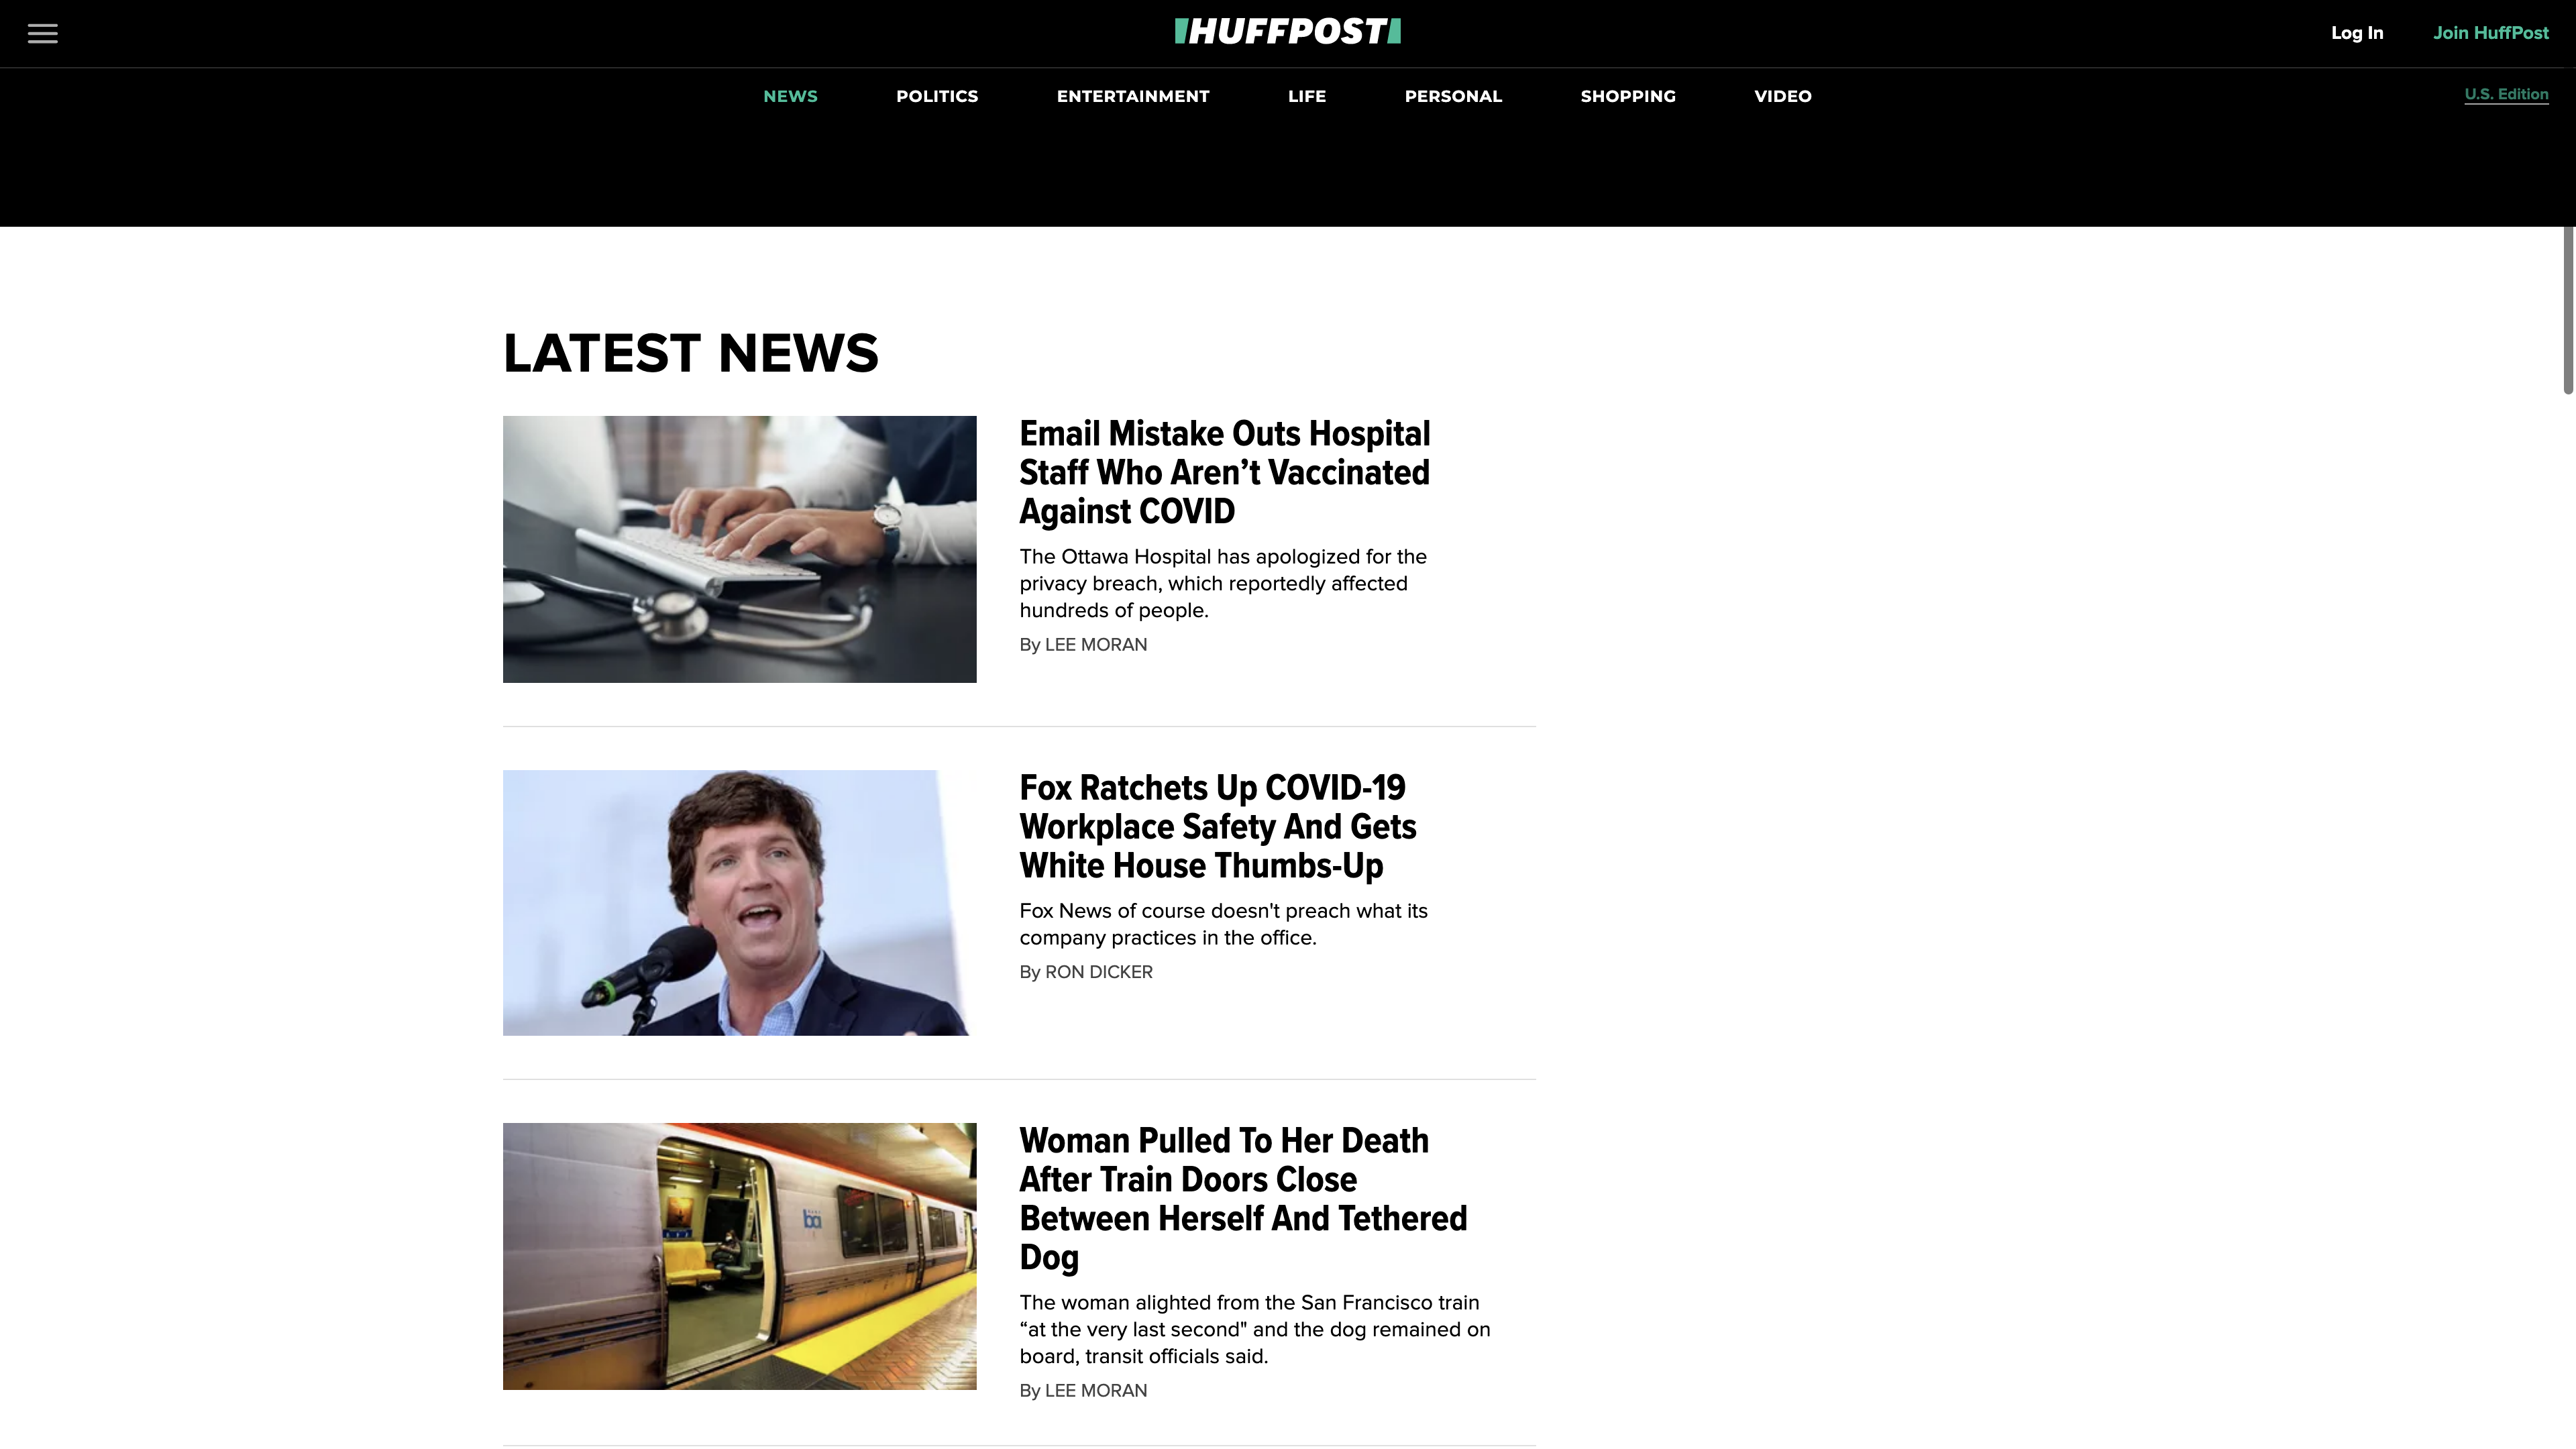 HUFFPOST
Log In
Join HuffPost
NEWS
POLITICS
ENTERTAINMENT
LIFE
PERSONAL
SHOPPING
VIDEO
U.S. Edition
LATEST NEWS
Email Mistake Outs Hospital
Staff Who Aren’t Vaccinated
Against COVID
The Ottawa Hospital has apologized for the
privacy breach, which reportedly affected
hundreds of people.
By LEE MORAN
Fox Ratchets Up COVID-19
Workplace Safety And Gets
White House Thumbs-Up
Fox News of course doesn't preach what its
company practices in the office.
By RON DICKER
ba
Woman Pulled To Her Death
After Train Doors Close
Between Herself And Tethered
Dog
The woman alighted from the San Francisco train
“at the very last second" and the dog remained on
board, transit officials said.
By LEE MORAN